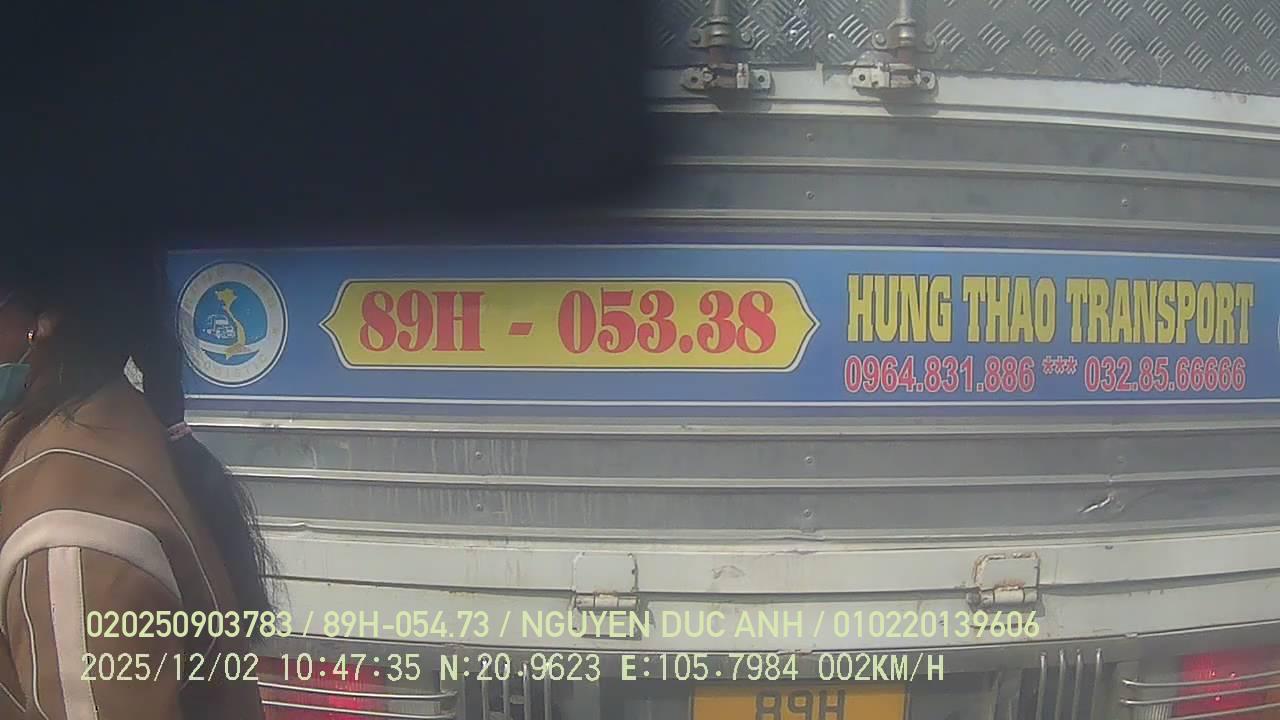 89H - 053.38
HUNG THAO TRANSPORT
0964.831.886 *** 032.85.66666
020250903783 / 89H-054.73 / NGUYEN DUC ANH / 010220139606
2025/12/02 10:47:35 N:20.9623 E:105.7984 002KM/H
89H